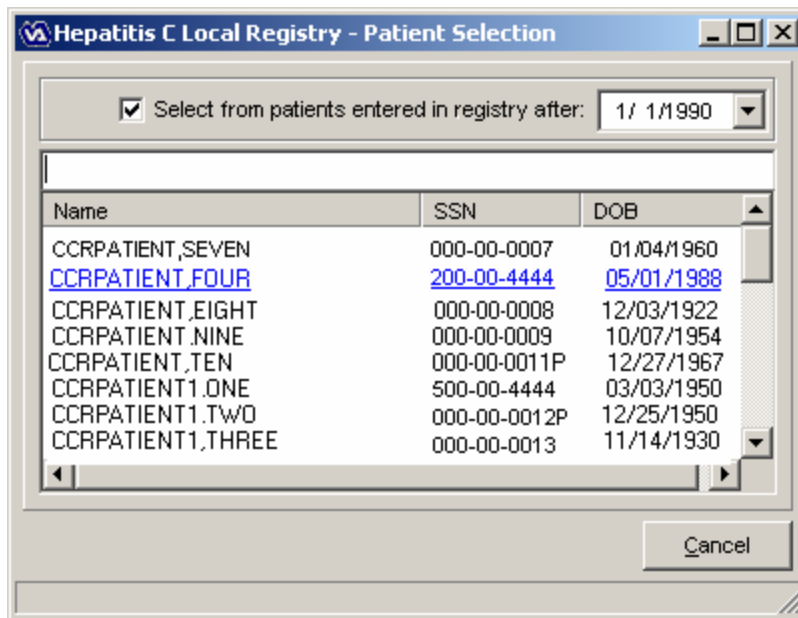 VA Hepatitis C Local Registry - Patient Selection
Select from patients entered in registry after: 1/ 1/1990
Name SSN DOB
CCRPATIENT,SEVEN 000-00-0007 01/04/1960
CCRPATIENT,FOUR 200-00-4444 05/01/1988
CCRPATIENT,EIGHT 000-00-0008 12/03/1922
CCRPATIENT.NINE 000-00-0009 10/07/1954
CCRPATIENT,TEN 000-00-0011P 12/27/1967
CCRPATIENT1.ONE 500-00-4444 03/03/1950
CCRPATIENT1.TWO 000-00-0012P 12/25/1950
CCRPATIENT1,THREE 000-00-0013 11/14/1930
Cancel